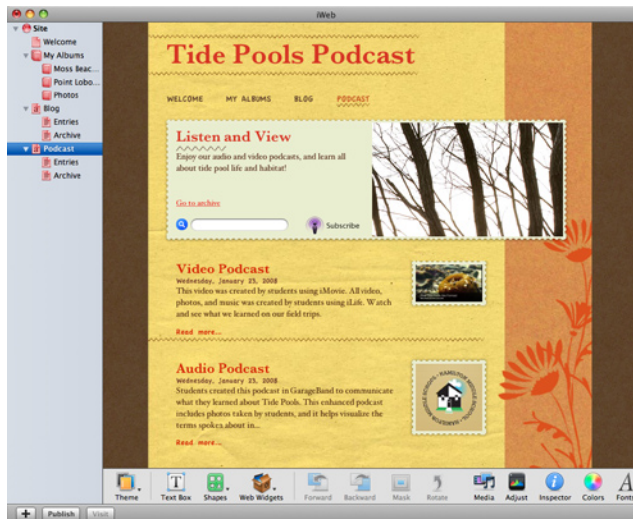 iWeb
Site
Welcome
My Albums
Moss Beac...
Point Lobo...
Photos
Blog
Entries
Archive
Podcast
Entries
Archive
Tide Pools Podcast
WELCOME MY ALBUMS BLOG PODCAST
Listen and View
Enjoy our audio and video podcasts, and learn all
about tide pool life and habitat!
Go to archive
Subscribe
Video Podcast
Wednesday, January 23, 2008
This video was created by students using iMovie. All video,
photos, and music was created by students using iLife. Watch
and see what we learned on our field trips.
Read more...
Audio Podcast
Wednesday, January 23, 2008
Students created this podcast in GarageBand to communicate
what they learned about Tide Pools. This enhanced podcast
includes photos taken by students, and it helps visualize the
terms spoken about in...
Read more...
HAMILTON MIDDLE SCHOOL
Theme Text Box Shapes Web Widgets Forward Backward Mask Rotate Media Adjust Inspector Colors Font
Publish Visit